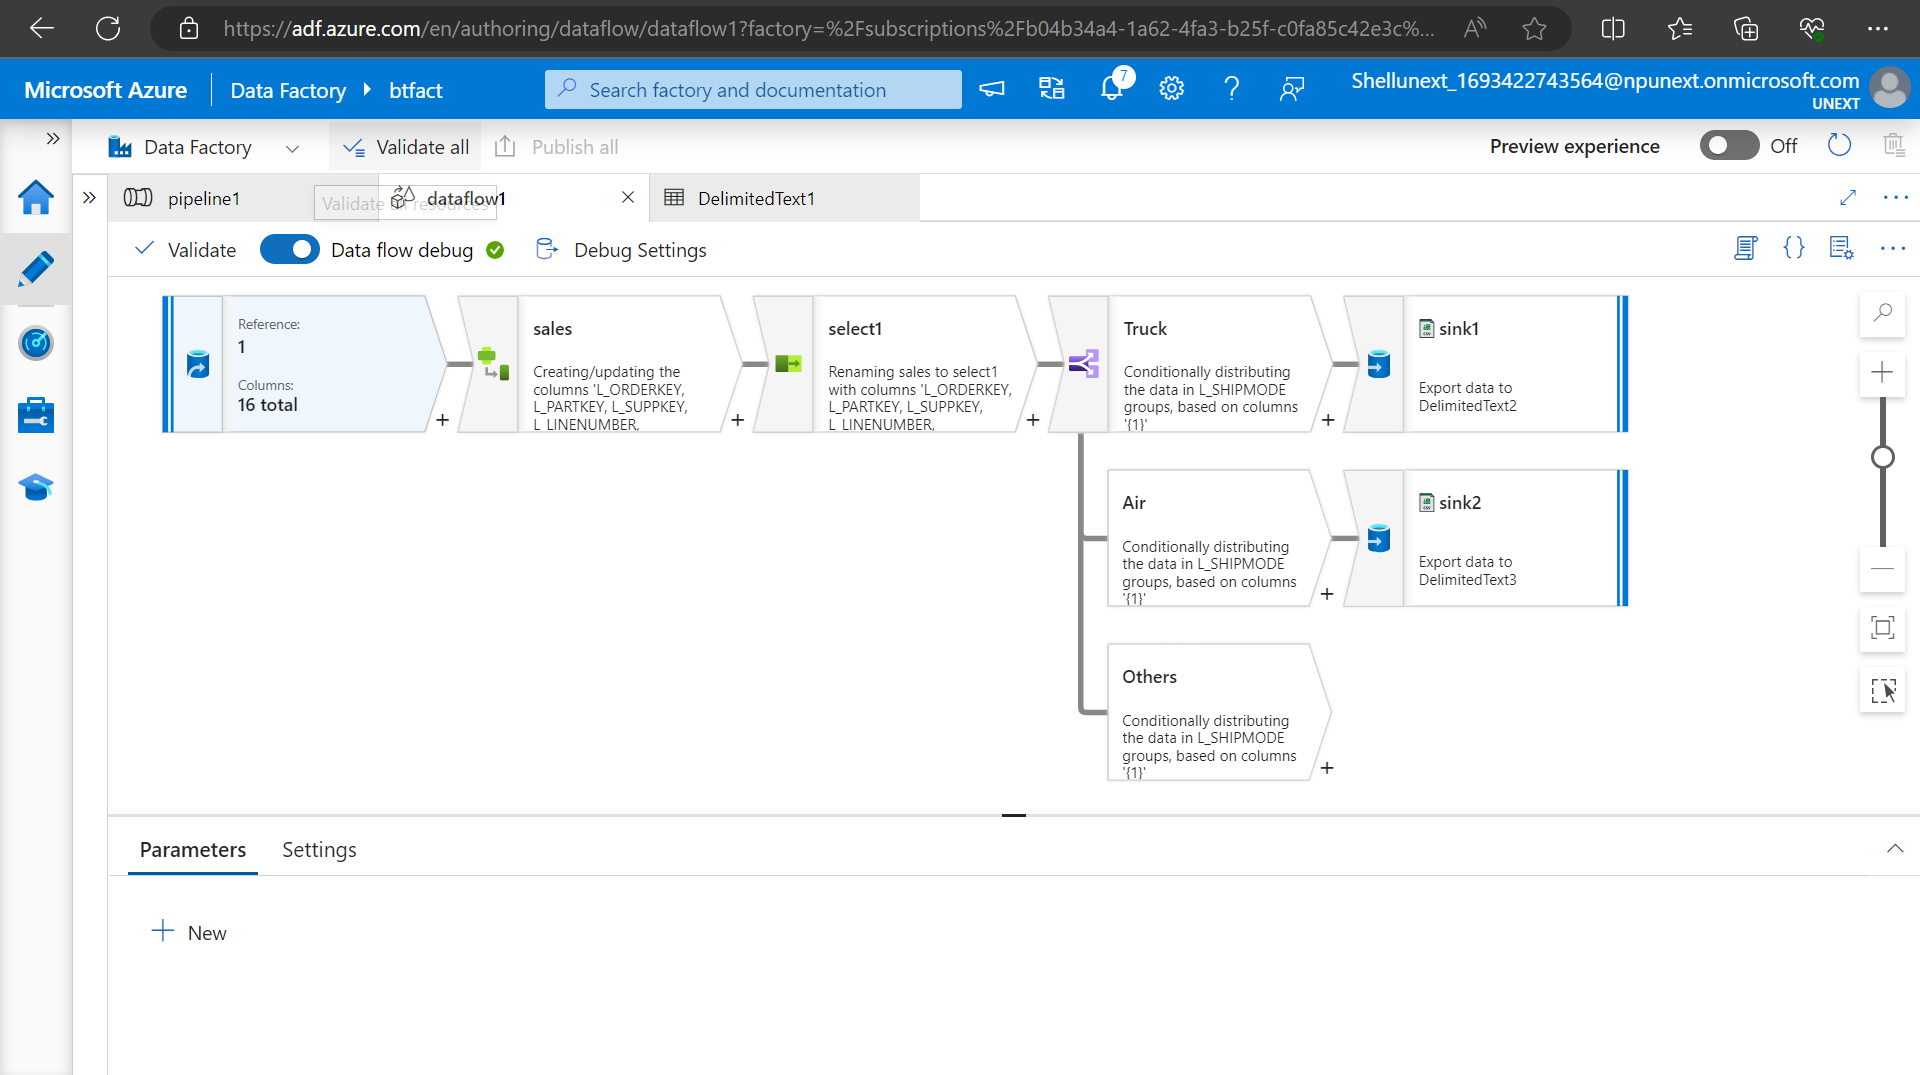 https://adf.azure.com/en/authoring/dataflow/dataflow1?factory=%2Fsubscriptions%2Fb04b34a4-1a62-4fa3-b25f-c0fa85c42e3c%...
Microsoft Azure
Data Factory
btfact
Search factory and documentation
7
Shellunext_1693422743564@npunext.onmicrosoft.com
UNEXT
Data Factory
Validate all
Publish all
Preview experience
Off
pipeline1
Validate all resources
dataflow1
DelimitedText1
Validate
Data flow debug
Debug Settings
Reference:
1
Columns:
16 total
+
sales
Creating/updating the
columns 'L_ORDERKEY,
L_PARTKEY, L_SUPPKEY,
L_LINENUMBER,
+
select1
Renaming sales to select1
with columns 'L_ORDERKEY,
L_PARTKEY, L_SUPPKEY,
L_LINENUMBER,
+
Truck
Conditionally distributing
the data in L_SHIPMODE
groups, based on columns
'{1}'
+
sink1
Export data to
DelimitedText2
Air
Conditionally distributing
the data in L_SHIPMODE
groups, based on columns
'{1}'
+
sink2
Export data to
DelimitedText3
Others
Conditionally distributing
the data in L_SHIPMODE
groups, based on columns
'{1}'
+
Parameters
Settings
New